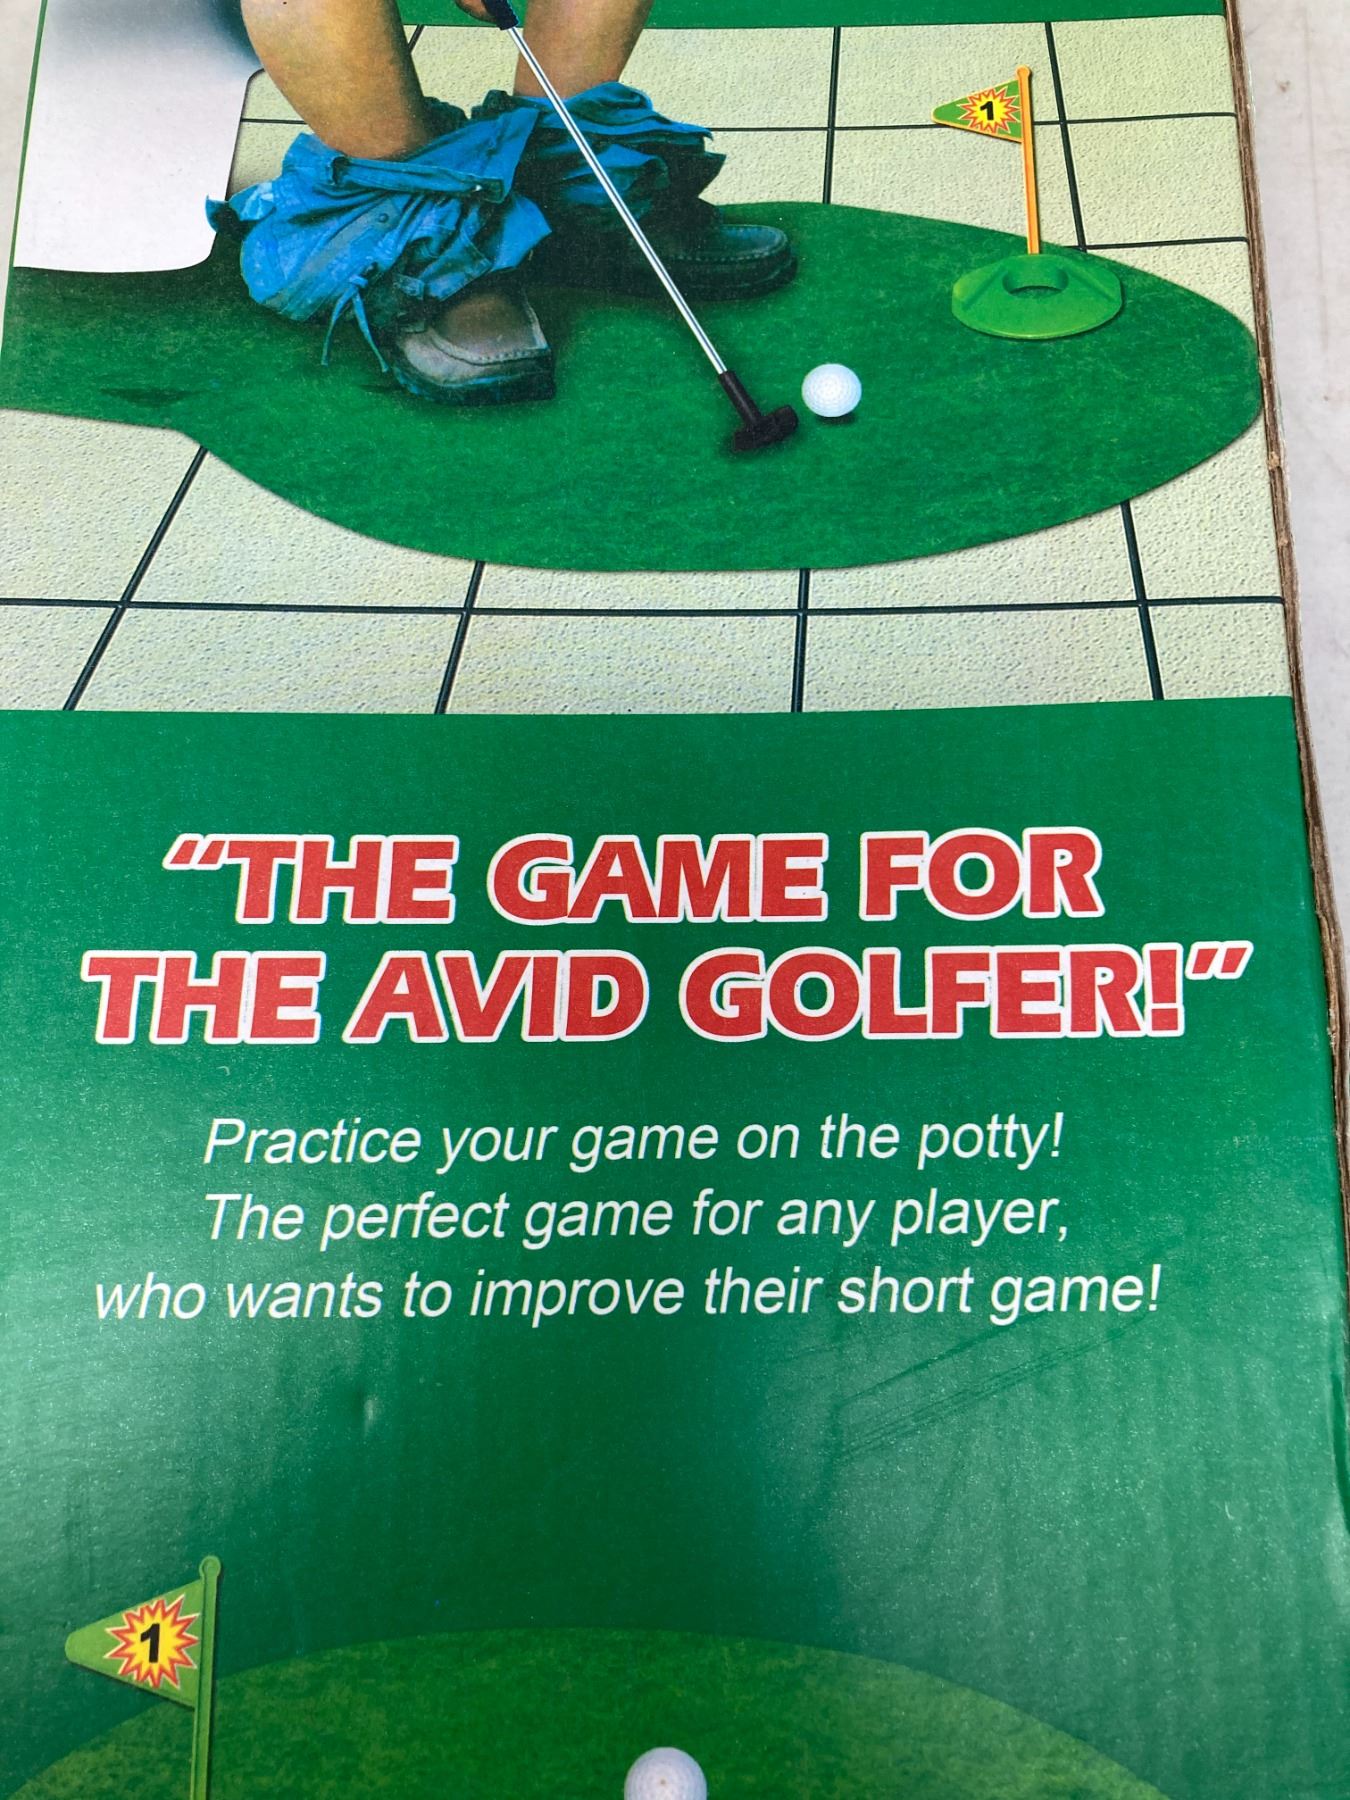 1
“THE GAME FOR
THE AVID GOLFER!”
Practice your game on the potty!
The perfect game for any player,
who wants to improve their short game!
1